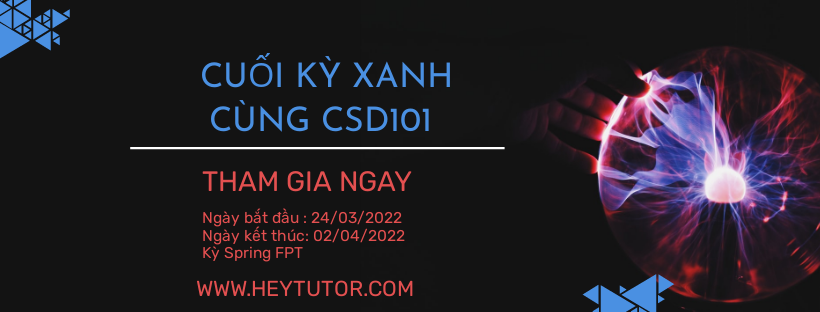 CUỐI KỲ XANH
CÙNG CSD101
THAM GIA NGAY
Ngày bắt đầu : 24/03/2022
Ngày kết thúc: 02/04/2022
Kỳ Spring FPT
WWW.HEYTUTOR.COM